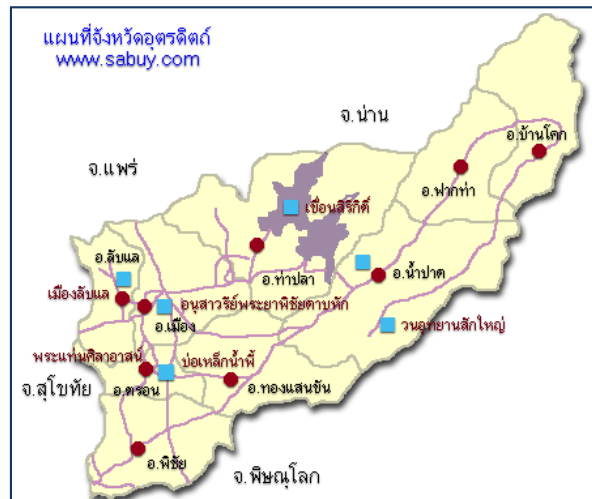 แผนที่จังหวัดอุตรดิตถ์
www.sabuy.com
จ.น่าน
อ.บ้านโคก
จ.แพร่
อ.ฟากท่า
เขื่อนสิริกิติ์
อ.ลับแล
อ.ท่าปลา
อ.น้ำปาด
เมืองลับแล
อนุสาวรีย์พระยาพิชัยดาบหัก
อ.เมือง
วนอุทยานสักใหญ่
พระแท่นศิลาอาสน์
บ่อเหล็กน้ำพี้
จ.สุโขทัย
อ.ตรอน
อ.ทองแสนขัน
อ.พิชัย
จ.พิษณุโลก